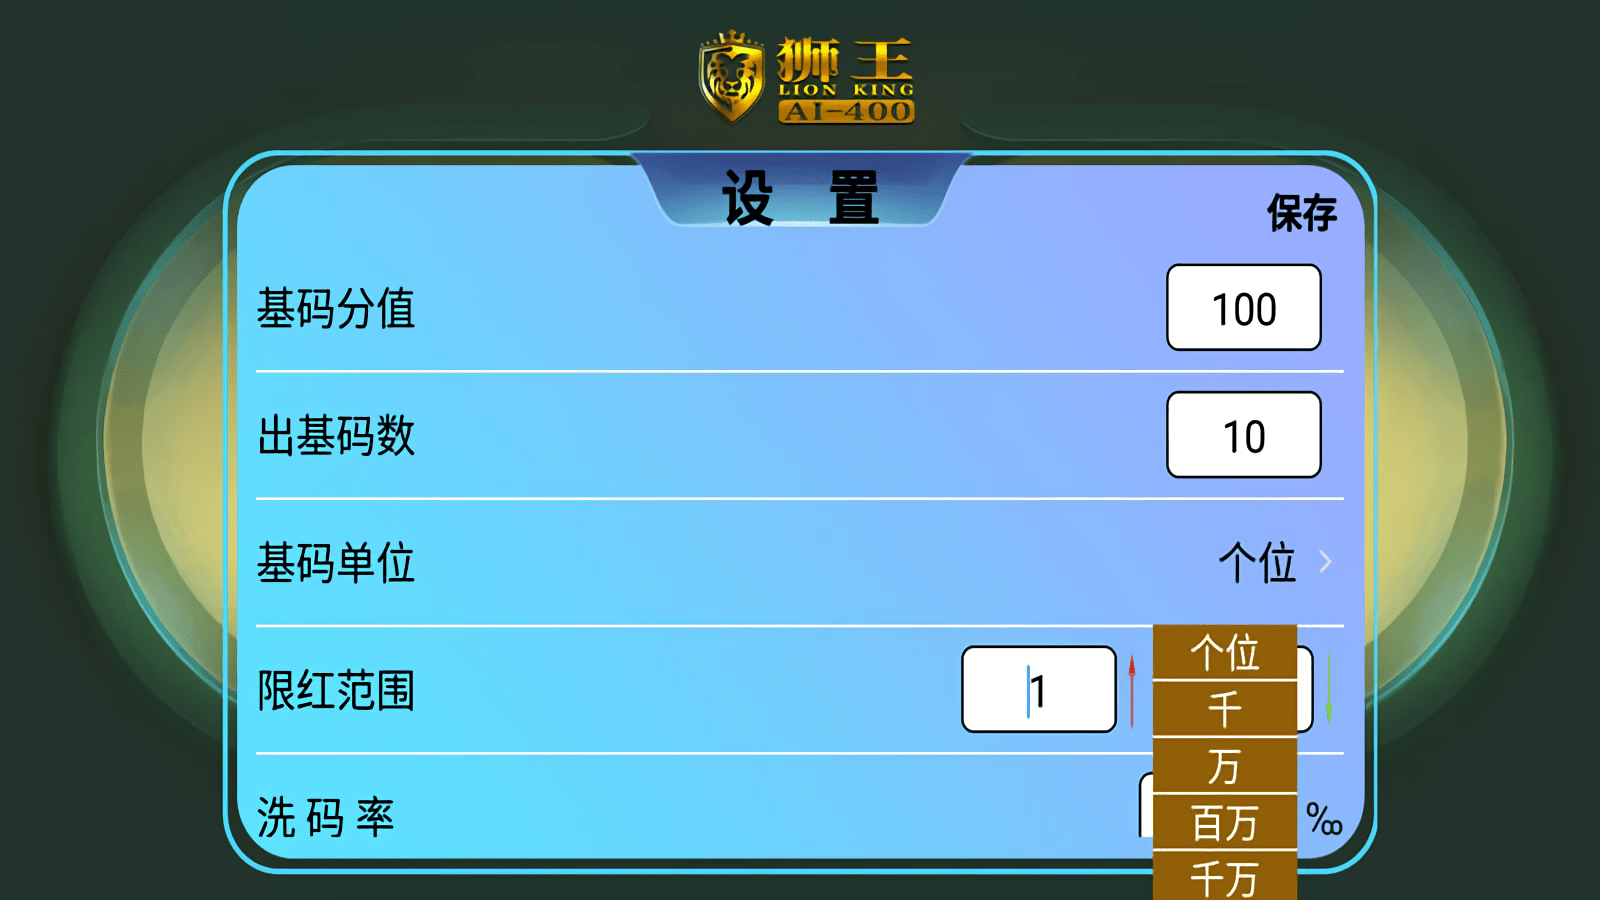 狮王
LION KING
AI-400
设 置
保存
基码分值 100
出基码数 10
基码单位 个位 >
限红范围 1
洗码率 ‰
个位
千
万
百万
千万